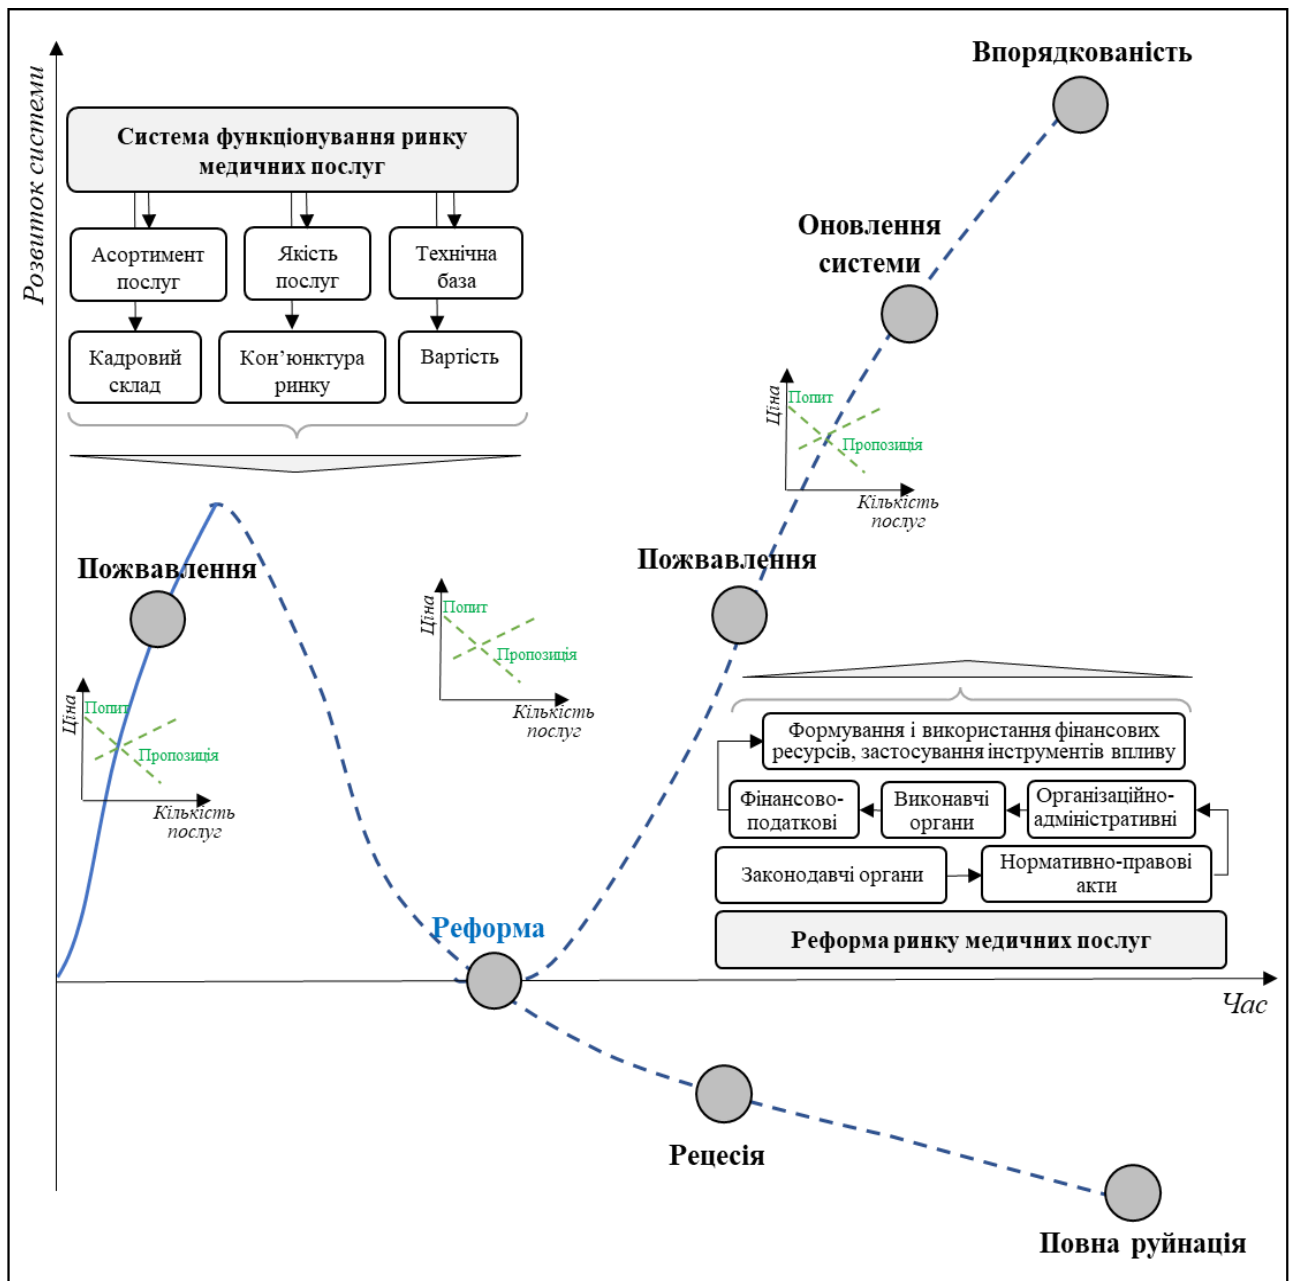 Розвиток системи
Впорядкованість
Система функціонування ринку
медичних послуг
Асортимент
послуг
Якість
послуг
Технічна
база
Кадровий
склад
Кон’юнктура
ринку
Вартість
Оновлення
системи
Ціна
Попит
Пропозиція
Кількість
послуг
Пожвавлення
Ціна
Попит
Пропозиція
Кількість
послуг
Ціна
Попит
Пропозиція
Кількість
послуг
Пожвавлення
Формування і використання фінансових
ресурсів, застосування інструментів впливу
Фінансово-
податкові
Виконавчі
органи
Організаційно-
адміністративні
Законодавчі органи
Нормативно-правові
акти
Реформа ринку медичних послуг
Реформа
Час
Рецесія
Повна руйнація